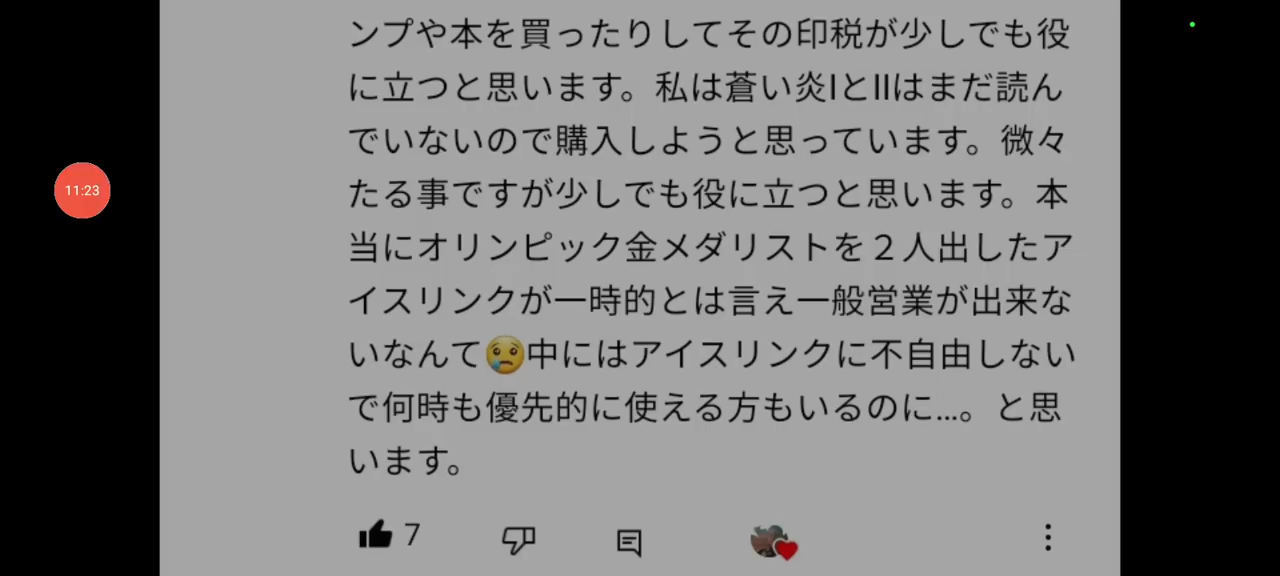 ンプや本を買ったりしてその印税が少しでも役
に立つと思います。私は蒼い炎IとIIはまだ読ん
でいないので購入しようと思っています。微々
11:23
たる事ですが少しでも役に立つと思います。本
当にオリンピック金メダリストを２人出したア
イスリンクが一時的とは言え一般営業が出来な
いなんて😢中にはアイスリンクに不自由しない
で何時も優先的に使える方もいるのに...。と思
います。
7